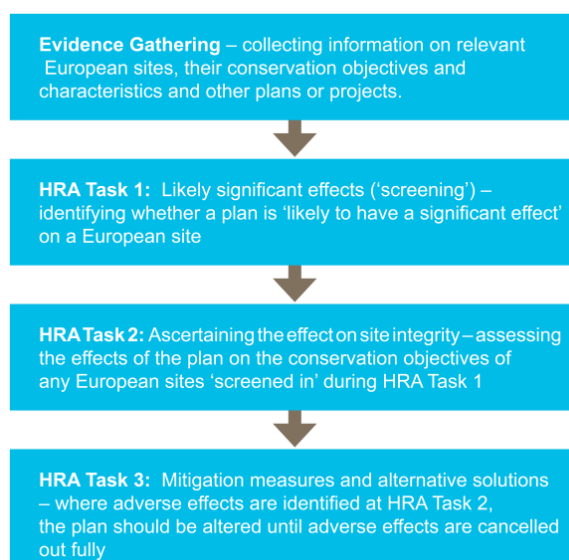 Evidence Gathering – collecting information on relevant
European sites, their conservation objectives and
characteristics and other plans or projects.
HRA Task 1: Likely significant effects (‘screening’) –
identifying whether a plan is ‘likely to have a significant effect’
on a European site
HRA Task 2: Ascertaining the effect on site integrity – assessing
the effects of the plan on the conservation objectives of
any European sites ‘screened in’ during HRA Task 1
HRA Task 3: Mitigation measures and alternative solutions
– where adverse effects are identified at HRA Task 2,
the plan should be altered until adverse effects are cancelled
out fully